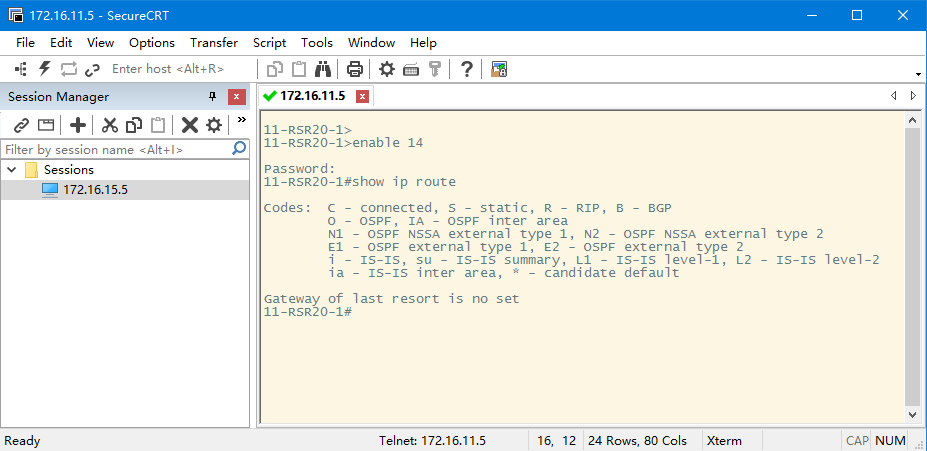 172.16.11.5 - SecureCRT
File Edit View Options Transfer Script Tools Window Help
Enter host <Alt+R>
Session Manager
Filter by session name <Alt+I>
Sessions
172.16.15.5
172.16.11.5
11-RSR20-1>
11-RSR20-1>enable 14
Password:
11-RSR20-1#show ip route
Codes:  C - connected, S - static, R - RIP, B - BGP
        O - OSPF, IA - OSPF inter area
        N1 - OSPF NSSA external type 1, N2 - OSPF NSSA external type 2
        E1 - OSPF external type 1, E2 - OSPF external type 2
        i - IS-IS, su - IS-IS summary, L1 - IS-IS level-1, L2 - IS-IS level-2
        ia - IS-IS inter area, * - candidate default
Gateway of last resort is no set
11-RSR20-1#
Ready Telnet: 172.16.11.5 16, 12 24 Rows, 80 Cols Xterm CAP NUM